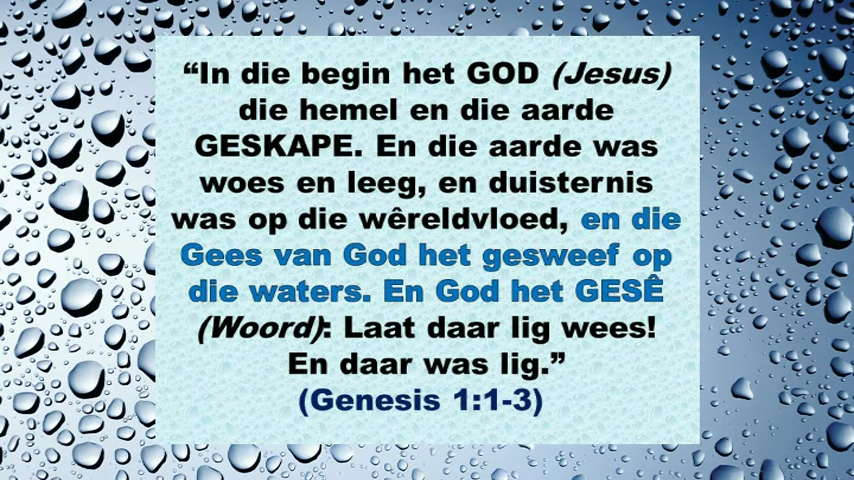 “In die begin het GOD (Jesus)
die hemel en die aarde
GESKAPE. En die aarde was
woes en leeg, en duisternis
was op die wêreldvloed, en die
Gees van God het gesweef op
die waters. En God het GESÊ
(Woord): Laat daar lig wees!
En daar was lig.”
(Genesis 1:1-3)